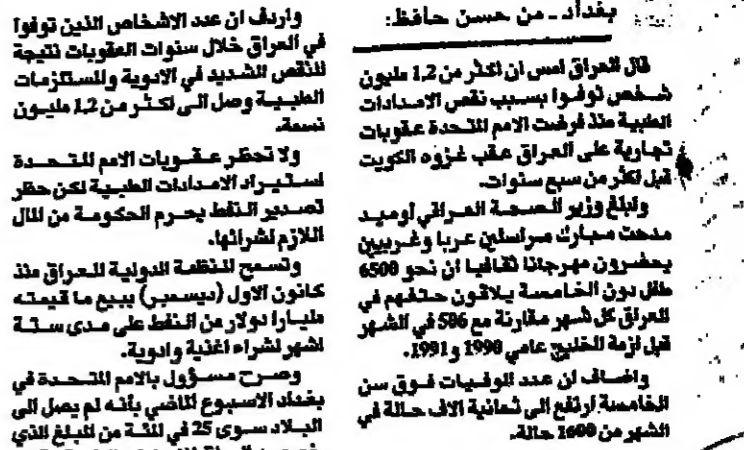 بغداد ـ من حسن حافظ:
قال العراق امس ان اكثر من 1,2 مليون
شخص توفوا بسبب نقص الامدادات
الطبية منذ فرضت الامم المتحدة عقوبات
تجارية على العراق عقب غزوه الكويت
قبل اكثر من سبع سنوات.
وابلغ وزير الصحة العراقي اوميد
مدحت مبارك مراسلين عربا وغربيين
يحضرون مهرجانا ثقافيا ان نحو 6500
طفل دون الخامسة يلاقون حتفهم في
العراق كل شهر مقارنة مع 506 في الشهر
قبل ازمة الخليج عامي 1990 و1991.
واضاف ان عدد الوفيات فوق سن
الخامسة ارتفع الى ثمانية الاف حالة في
الشهر من 1600 حالة.
واردف ان عدد الاشخاص الذين توفوا
في العراق خلال سنوات العقوبات نتيجة
للنقص الشديد في الادوية والمستلزمات
الطبية وصل الى اكثر من 1,2 مليون
نسمة.
ولا تحظر عقوبات الامم المتحدة
استيراد الامدادات الطبية لكن حظر
تصدير النفط يحرم الحكومة من المال
اللازم لشرائها.
وتسمح المنظمة الدولية للعراق منذ
كانون الاول (ديسمبر) ببيع ما قيمته
مليارا دولار من النفط على مدى ستة
اشهر لشراء اغذية وادوية.
وصرح مسؤول بالامم المتحدة في
بغداد الاسبوع الماضي بأنه لم يصل الى
البلاد سوى 25 في المئة من المبلغ الذي